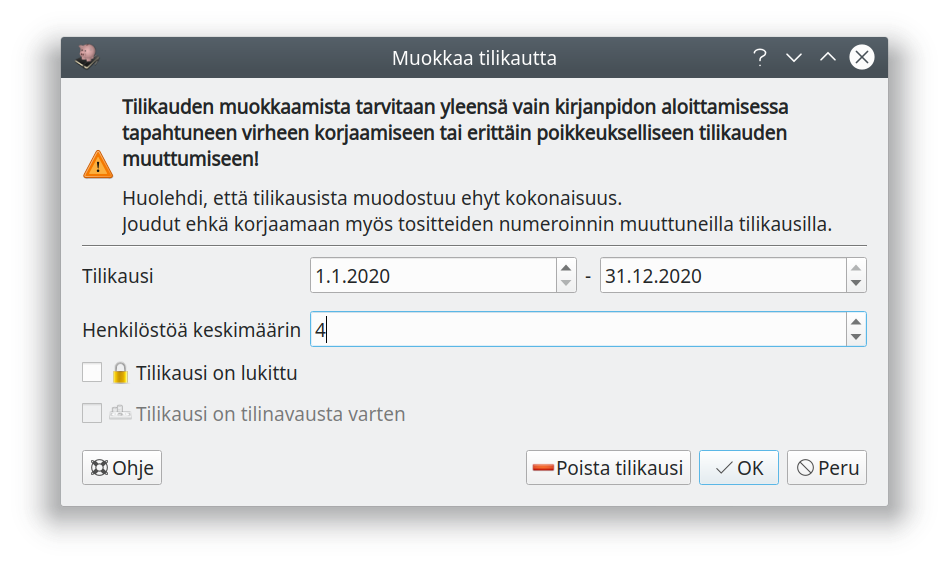 Muokkaa tilikautta
Tilikauden muokkaamista tarvitaan yleensä vain kirjanpidon aloittamisessa
tapahtuneen virheen korjaamiseen tai erittäin poikkeukselliseen tilikauden
muuttumiseen!
Huolehdi, että tilikausista muodostuu ehyt kokonaisuus.
Joudut ehkä korjaamaan myös tositteiden numeroinnin muuttuneilla tilikausilla.
Tilikausi 1.1.2020 - 31.12.2020
Henkilöstöä keskimäärin 4
Tilikausi on lukittu
Tilikausi on tilinavausta varten
Ohje Poista tilikausi OK Peru